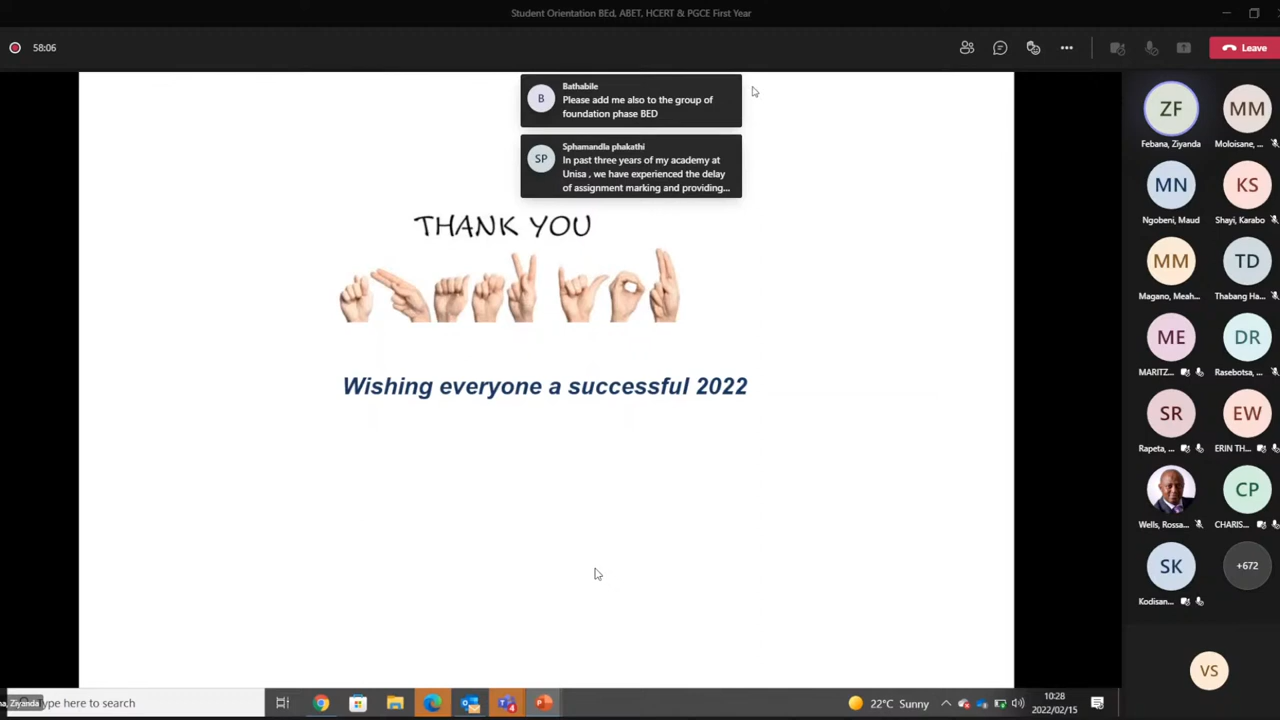 Student Orientation BEd, ABET, HCERT & PGCE First Year
58:06
Leave
Bathabile
B
Please add me also to the group of
foundation phase BED
Sphamandla phakathi
SP
In past three years of my academy at
Unisa , we have experienced the delay
of assignment marking and providing...
THANK YOU
Wishing everyone a successful 2022
ZF
MM
Febana, Ziyanda
Moloisane, ...
MN
KS
Ngobeni, Maud
Shayi, Karabo
MM
TD
Magano, Meah...
Thabang Ha...
ME
DR
MARITZ...
Rasebotsa, ...
SR
EW
Rapeta, ...
ERIN TH...
CP
Wells, Rossa...
CHARIS...
SK
+672
Kodisan...
VS
na, Ziyanda
ype here to search
22°C Sunny
10:28
2022/02/15